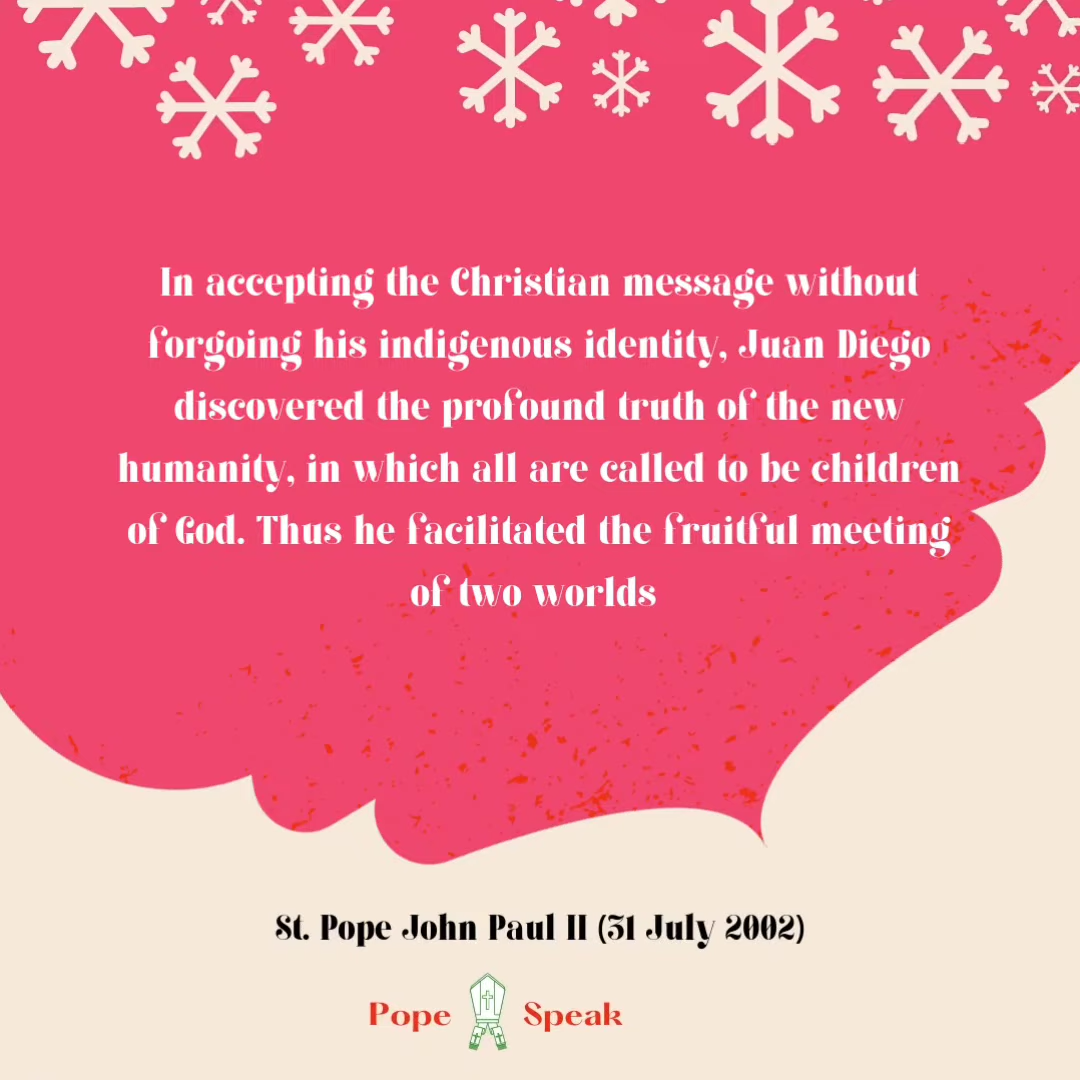 In accepting the Christian message without
forgoing his indigenous identity, Juan Diego
discovered the profound truth of the new
humanity, in which all are called to be children
of God. Thus he facilitated the fruitful meeting
of two worlds
St. Pope John Paul II (31 July 2002)
Pope Speak